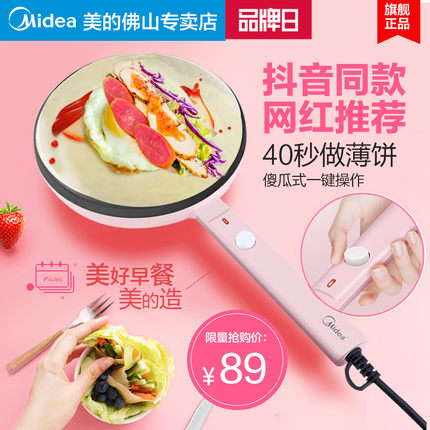 Midea 美的佛山专卖店 品牌日
旗舰
正品
抖音同款
网红推荐
40秒做薄饼
傻瓜式一键操作
Picnic
美好早餐
美的造
限量抢购价:
¥89
Midea